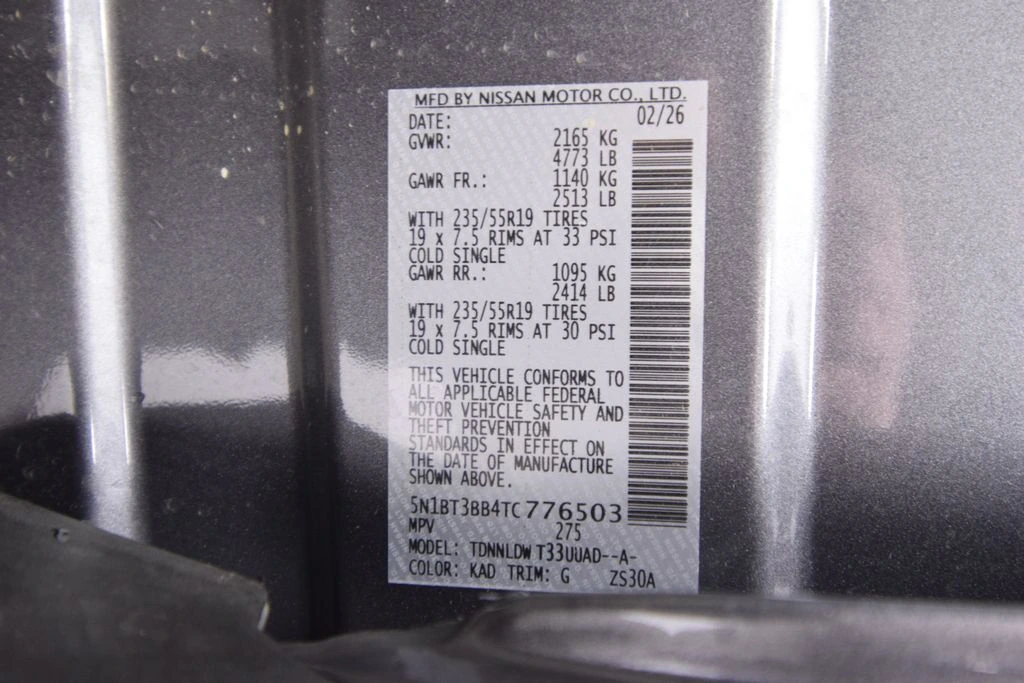 MFD BY NISSAN MOTOR CO., LTD.
DATE: 02/26
GVWR: 2165 KG
4773 LB
GAWR FR.: 1140 KG
2513 LB
WITH 235/55R19 TIRES
19 x 7.5 RIMS AT 33 PSI
COLD SINGLE
GAWR RR.: 1095 KG
2414 LB
WITH 235/55R19 TIRES
19 x 7.5 RIMS AT 30 PSI
COLD SINGLE
THIS VEHICLE CONFORMS TO
ALL APPLICABLE FEDERAL
MOTOR VEHICLE SAFETY AND
THEFT PREVENTION
STANDARDS IN EFFECT ON
THE DATE OF MANUFACTURE
SHOWN ABOVE.
5N1BT3BB4TC776503
MPV 275
MODEL: TDNNLDW T33UUAD--A-
COLOR: KAD TRIM: G ZS30A